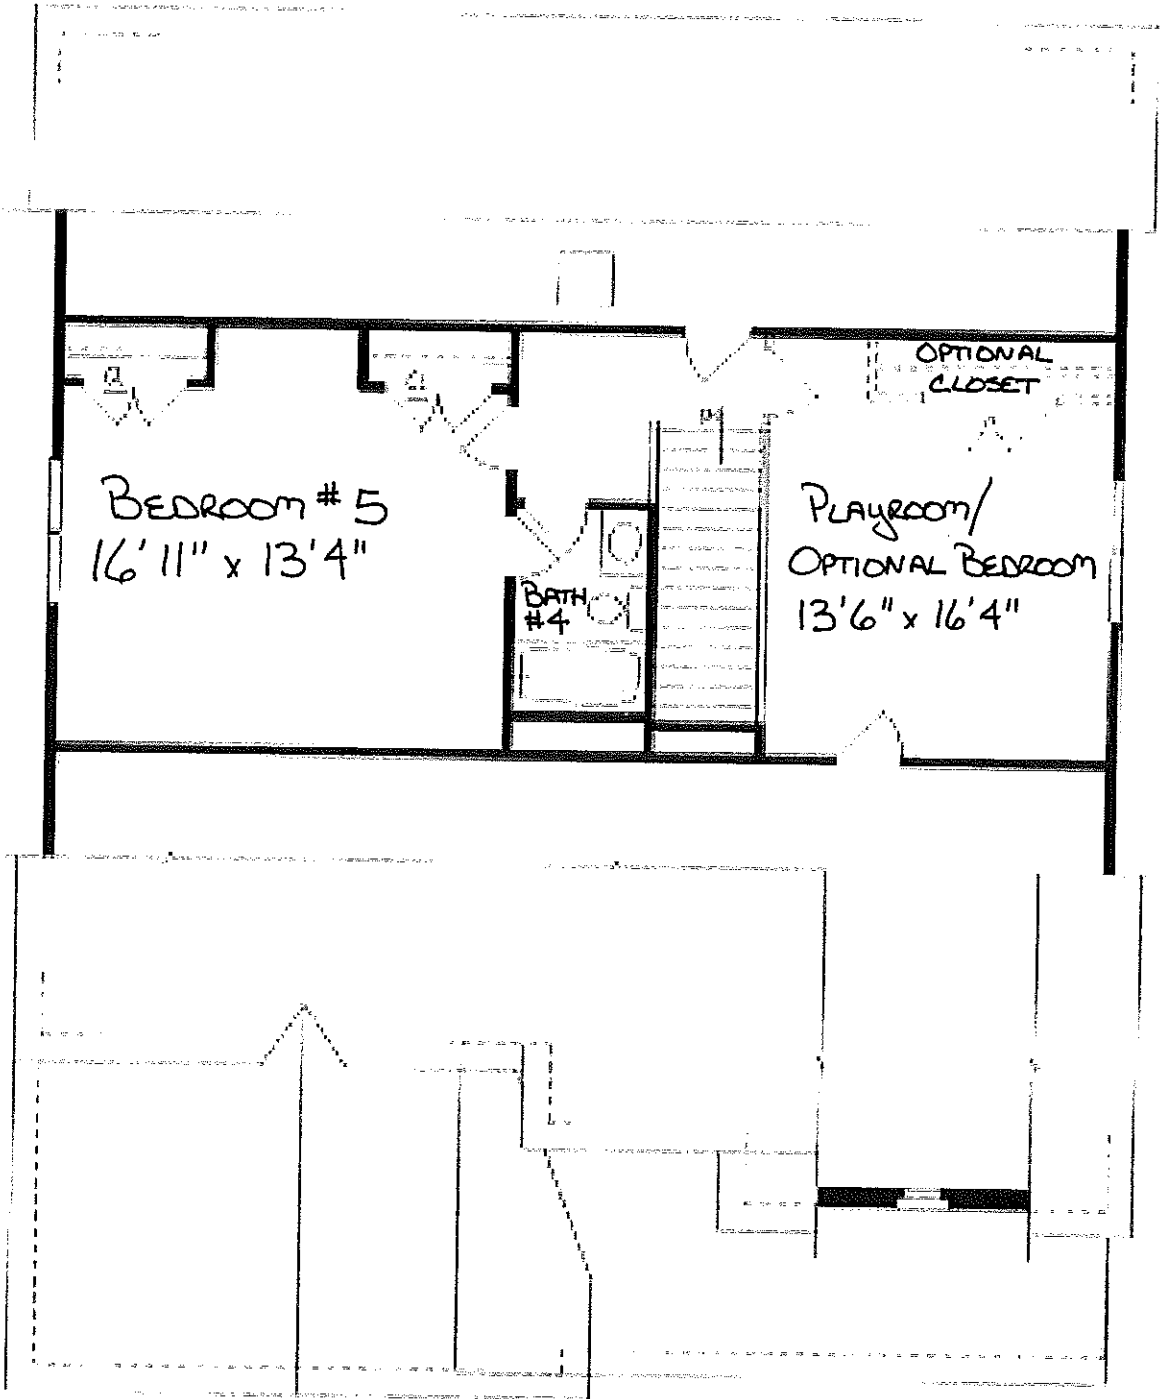 OPTIONAL
CLOSET
BEDROOM #5
16'11" x 13'4"
PLAYROOM/
OPTIONAL BEDROOM
13'6" x 16'4"
BATH
#4